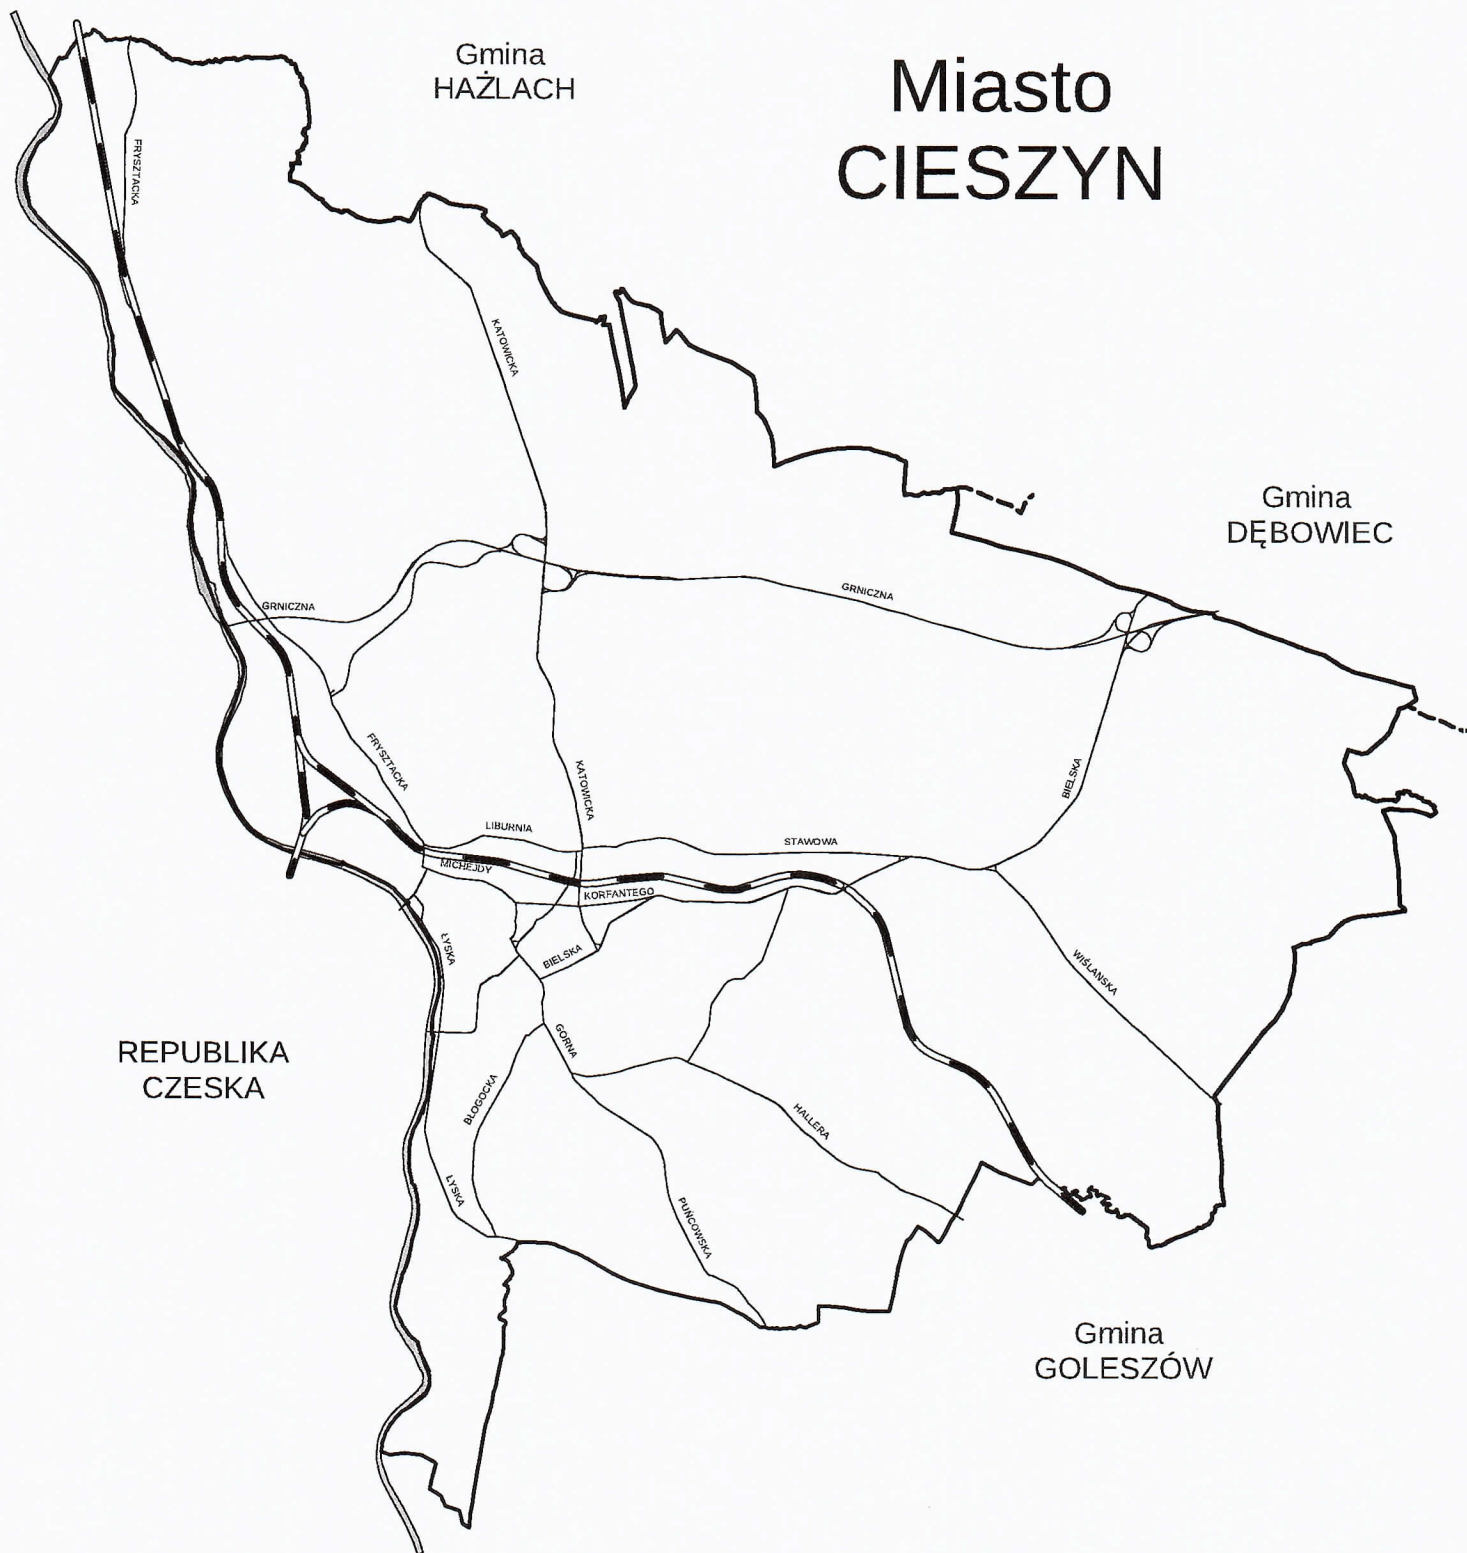 Gmina
HAŻLACH
Miasto
CIESZYN
FRYSZTACKA
KATOWICKA
Gmina
DĘBOWIEC
GRNICZNA
GRNICZNA
FRYSZTACKA
KATOWICKA
BIELSKA
LIBURNIA
STAWOWA
MICHEJDY
KORFANTEGO
ŁYSKA
BIELSKA
WIŚLAŃSKA
REPUBLIKA
CZESKA
GÓRNA
BŁOGOCKA
HALLERA
ŁYSKA
PUŃCOWSKA
Gmina
GOLESZÓW